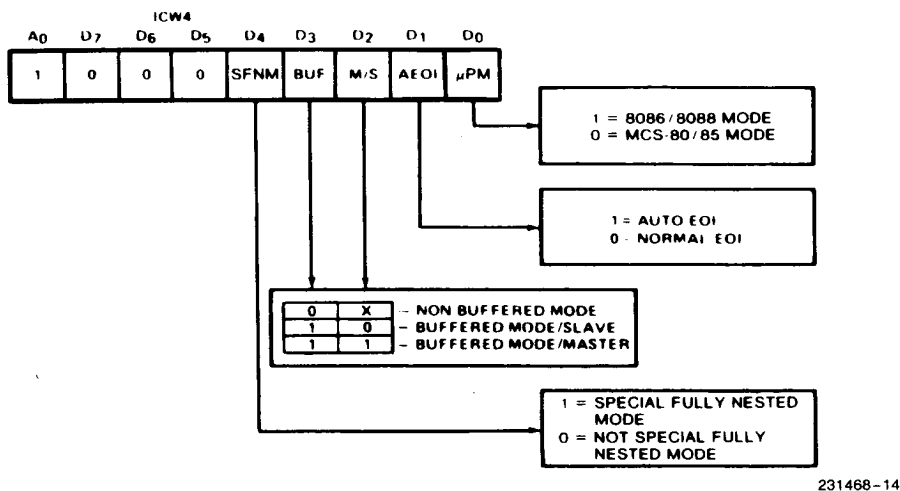 ICW4
A0 D7 D6 D5 D4 D3 D2 D1 D0
1 0 0 0 SFNM BUF M/S AEOI μPM
1 = 8086/8088 MODE
0 = MCS-80/85 MODE
1 = AUTO EOI
0 - NORMAL EOI
0 X – NON BUFFERED MODE
1 0 – BUFFERED MODE/SLAVE
1 1 – BUFFERED MODE/MASTER
1 = SPECIAL FULLY NESTED
MODE
0 = NOT SPECIAL FULLY
NESTED MODE
231468–14